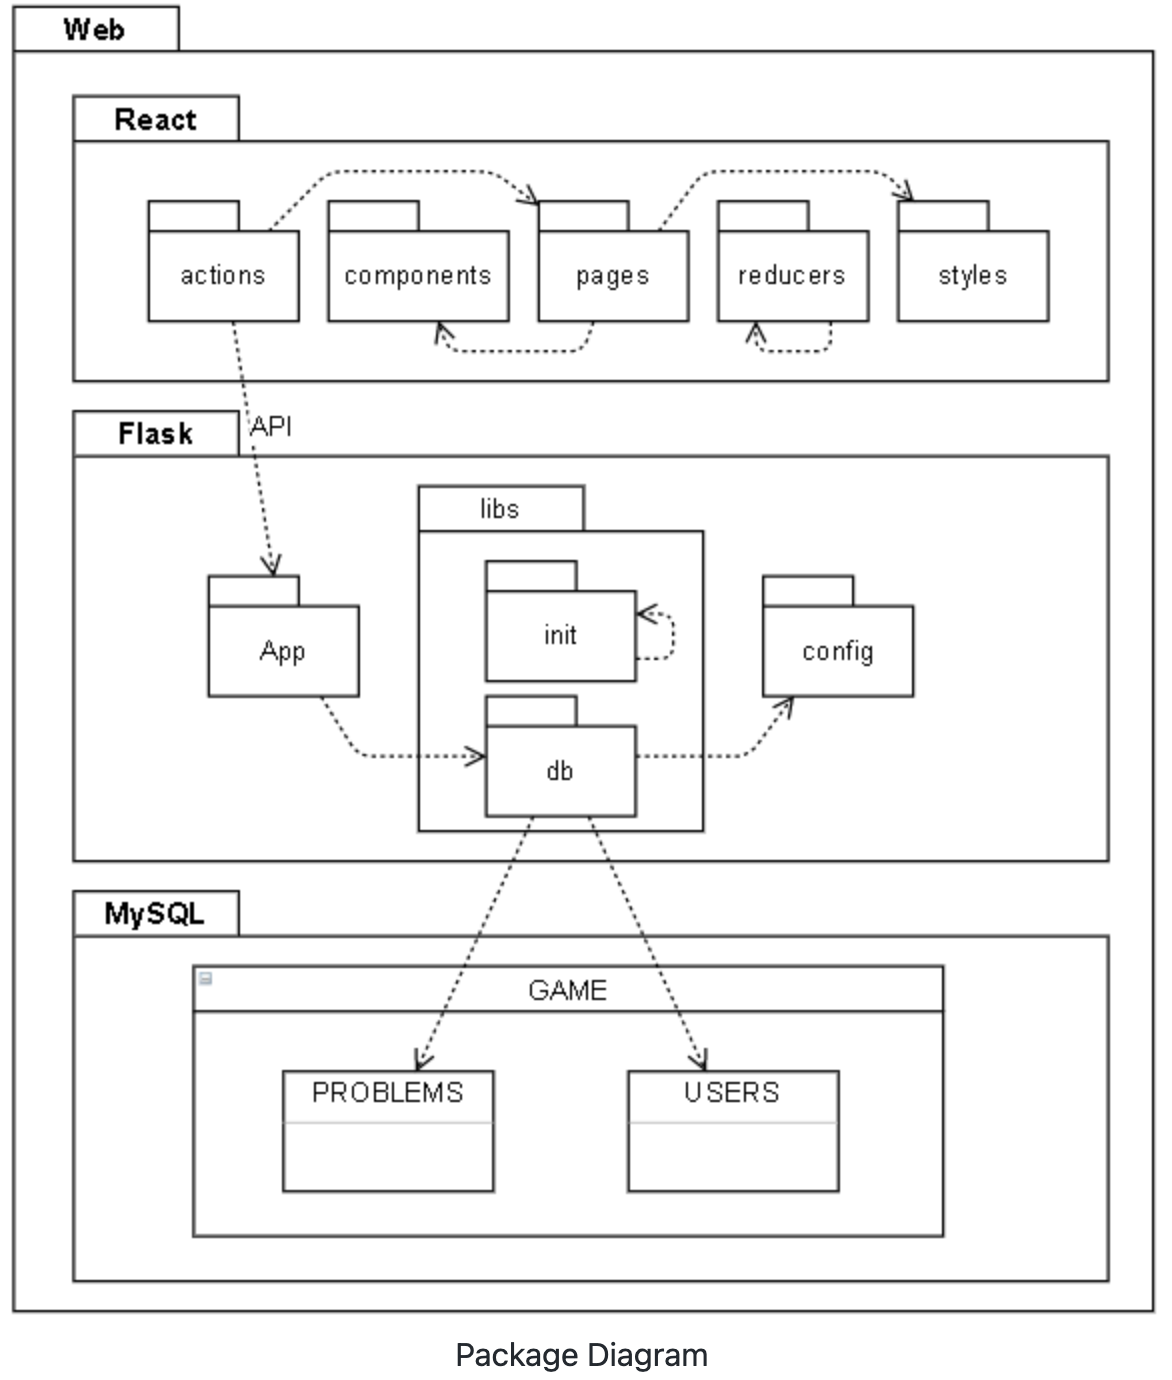 Web
React
actions
components
pages
reducers
styles
API
Flask
libs
init
App
config
db
MySQL
GAME
PROBLEMS
USERS
Package Diagram